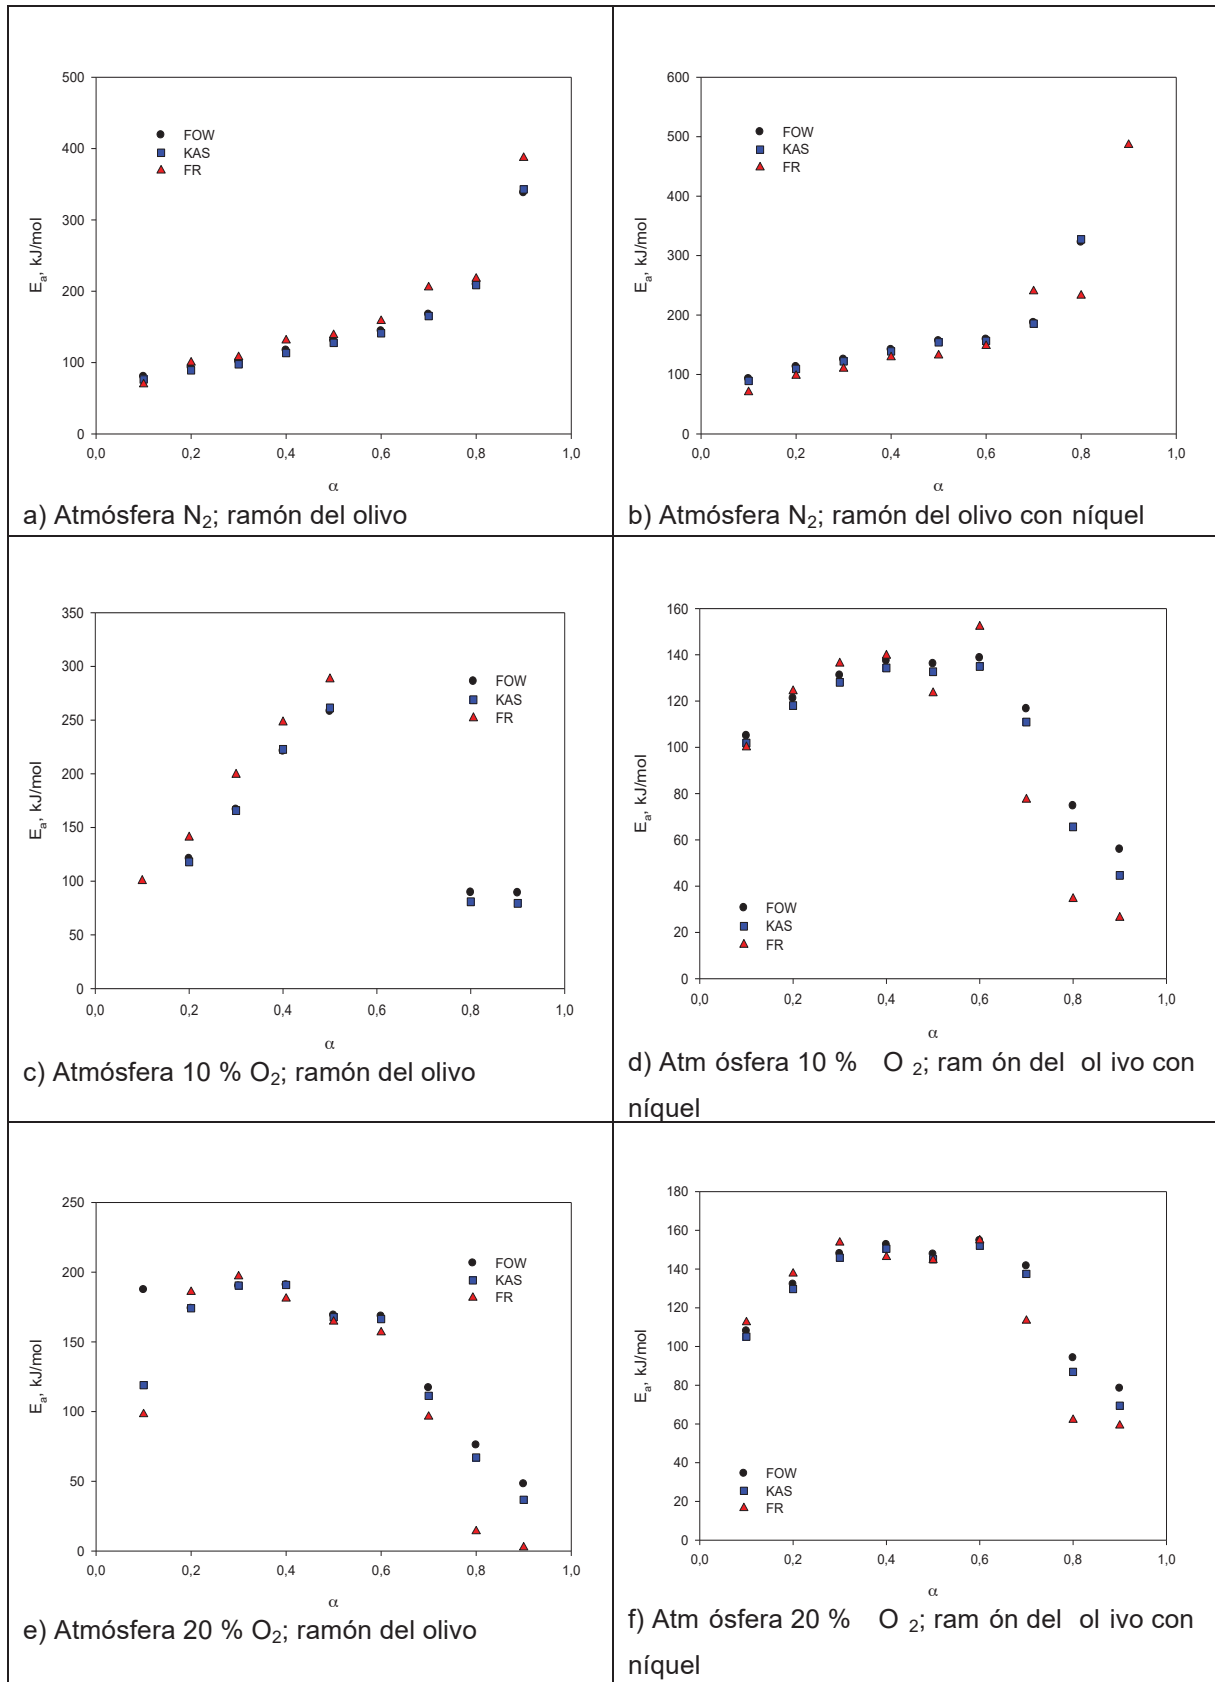 500
400
300
200
100
0
0,0 0,2 0,4 0,6 0,8 1,0
Eₐ, kJ/mol
α
FOW
KAS
FR
a) Atmósfera N₂; ramón del olivo
600
500
400
300
200
100
0
0,0 0,2 0,4 0,6 0,8 1,0
Eₐ, kJ/mol
α
FOW
KAS
FR
b) Atmósfera N₂; ramón del olivo con níquel
350
300
250
200
150
100
50
0
0,0 0,2 0,4 0,6 0,8 1,0
Eₐ, kJ/mol
α
FOW
KAS
FR
c) Atmósfera 10 % O₂; ramón del olivo
160
140
120
100
80
60
40
20
0
0,0 0,2 0,4 0,6 0,8 1,0
Eₐ, kJ/mol
α
FOW
KAS
FR
d) Atm ósfera 10 % O ₂; ram ón del ol ivo con
níquel
250
200
150
100
50
0
0,0 0,2 0,4 0,6 0,8 1,0
Eₐ, kJ/mol
α
FOW
KAS
FR
e) Atmósfera 20 % O₂; ramón del olivo
180
160
140
120
100
80
60
40
20
0
0,0 0,2 0,4 0,6 0,8 1,0
Eₐ, kJ/mol
α
FOW
KAS
FR
f) Atm ósfera 20 % O ₂; ram ón del ol ivo con
níquel